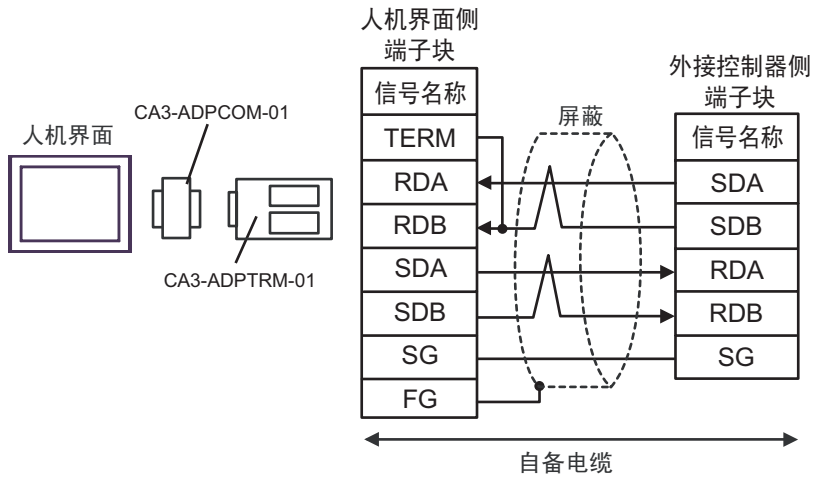 人机界面侧
端子块
外接控制器侧
端子块
人机界面
CA3-ADPCOM-01
CA3-ADPTRM-01
屏蔽
信号名称
TERM
RDA
RDB
SDA
SDB
SG
FG
信号名称
SDA
SDB
RDA
RDB
SG
自备电缆